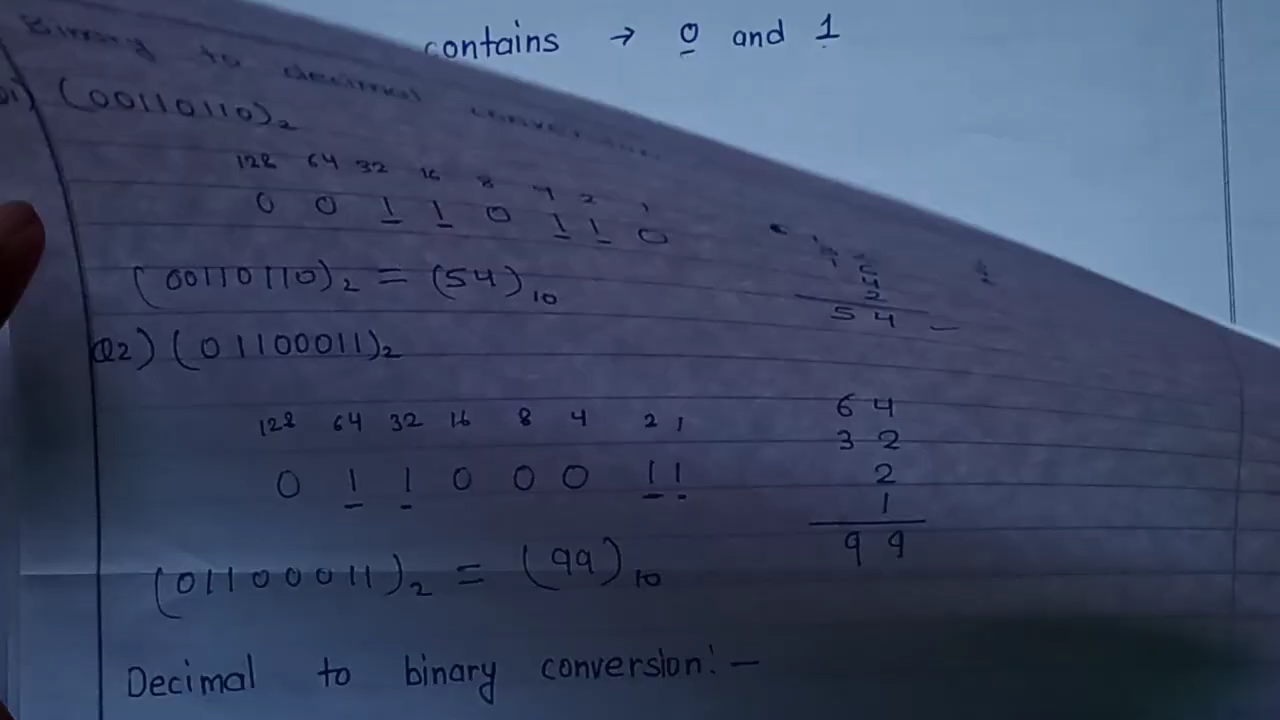 contains → 0 and 1
Binary to decimal conversion
Q1) (00110110)₂
128 64 32 16 8 4 2 1
0 0 1 1 0 1 1 0
4
2
54
(00110110)₂ = (54)₁₀
Q2) (01100011)₂
128 64 32 16 8 4 2 1
0 1 1 0 0 0 1 1
64
32
2
1
99
(01100011)₂ = (99)₁₀
Decimal to binary conversion:-